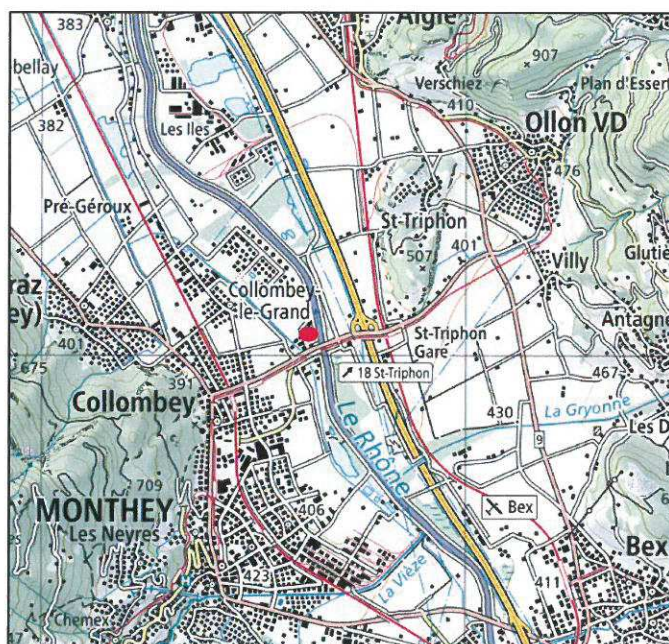 383
Aigle
907
bellay
Verschiez
Plan d'Essert
410
Les Iles
Ollon VD
382
476
Pré-Géroux
St-Triphon
401
507
Villy
Glutie
raz
Collombey-
le-Grand
ey)
St-Triphon
Gare
Antagne
401
675
391
18 St-Triphon
467
Collombey
430
La Gryonne
Les D
Le Rhône
9
709
MONTHEY
406
Bex
Les Neyres
Bex
423
La Vièze
411
Chemex